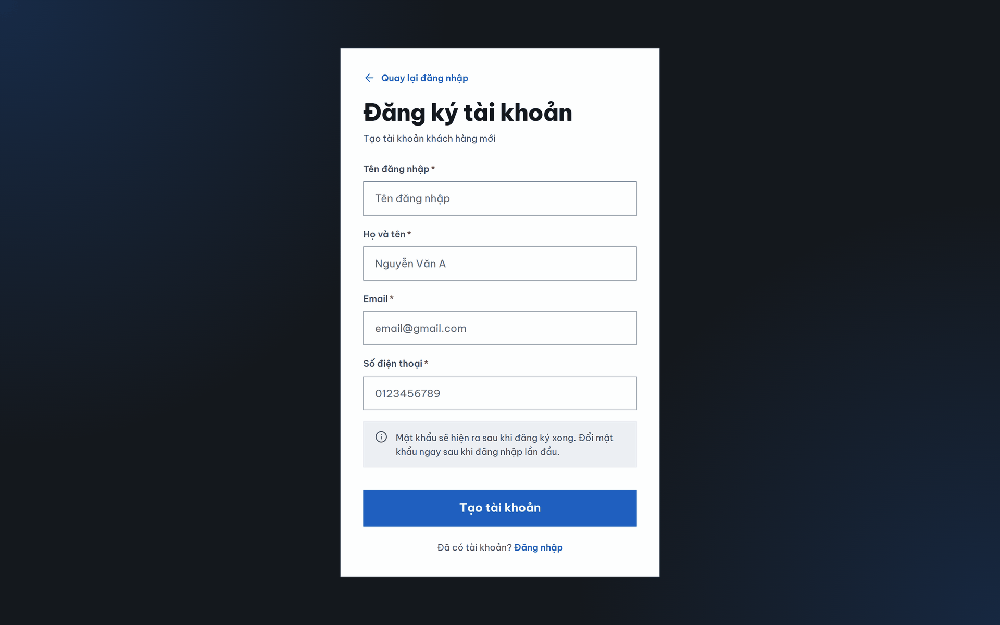 Quay lại đăng nhập
Đăng ký tài khoản
Tạo tài khoản khách hàng mới
Tên đăng nhập *
Tên đăng nhập
Họ và tên *
Nguyễn Văn A
Email *
email@gmail.com
Số điện thoại *
0123456789
Mật khẩu sẽ hiện ra sau khi đăng ký xong. Đổi mật
khẩu ngay sau khi đăng nhập lần đầu.
Tạo tài khoản
Đã có tài khoản? Đăng nhập